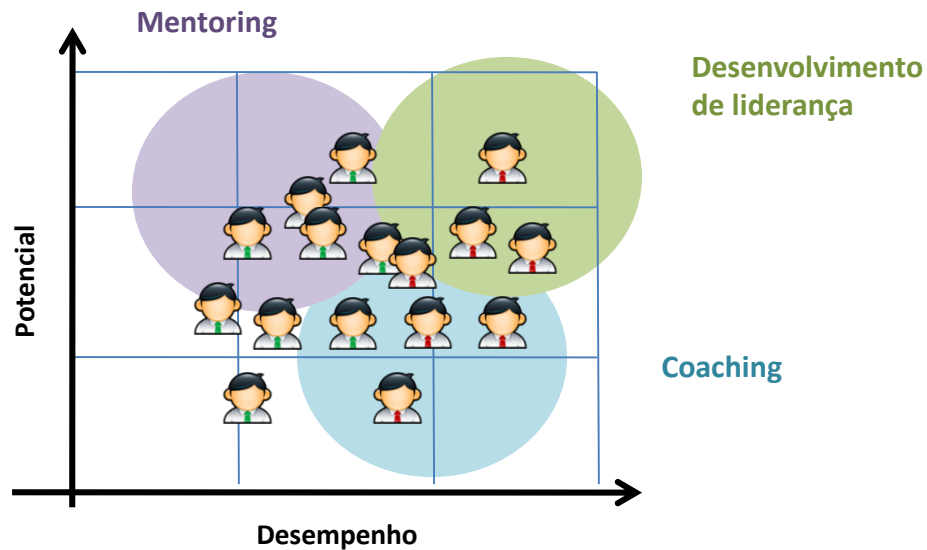 Mentoring
Desenvolvimento
de liderança
Potencial
Coaching
Desempenho